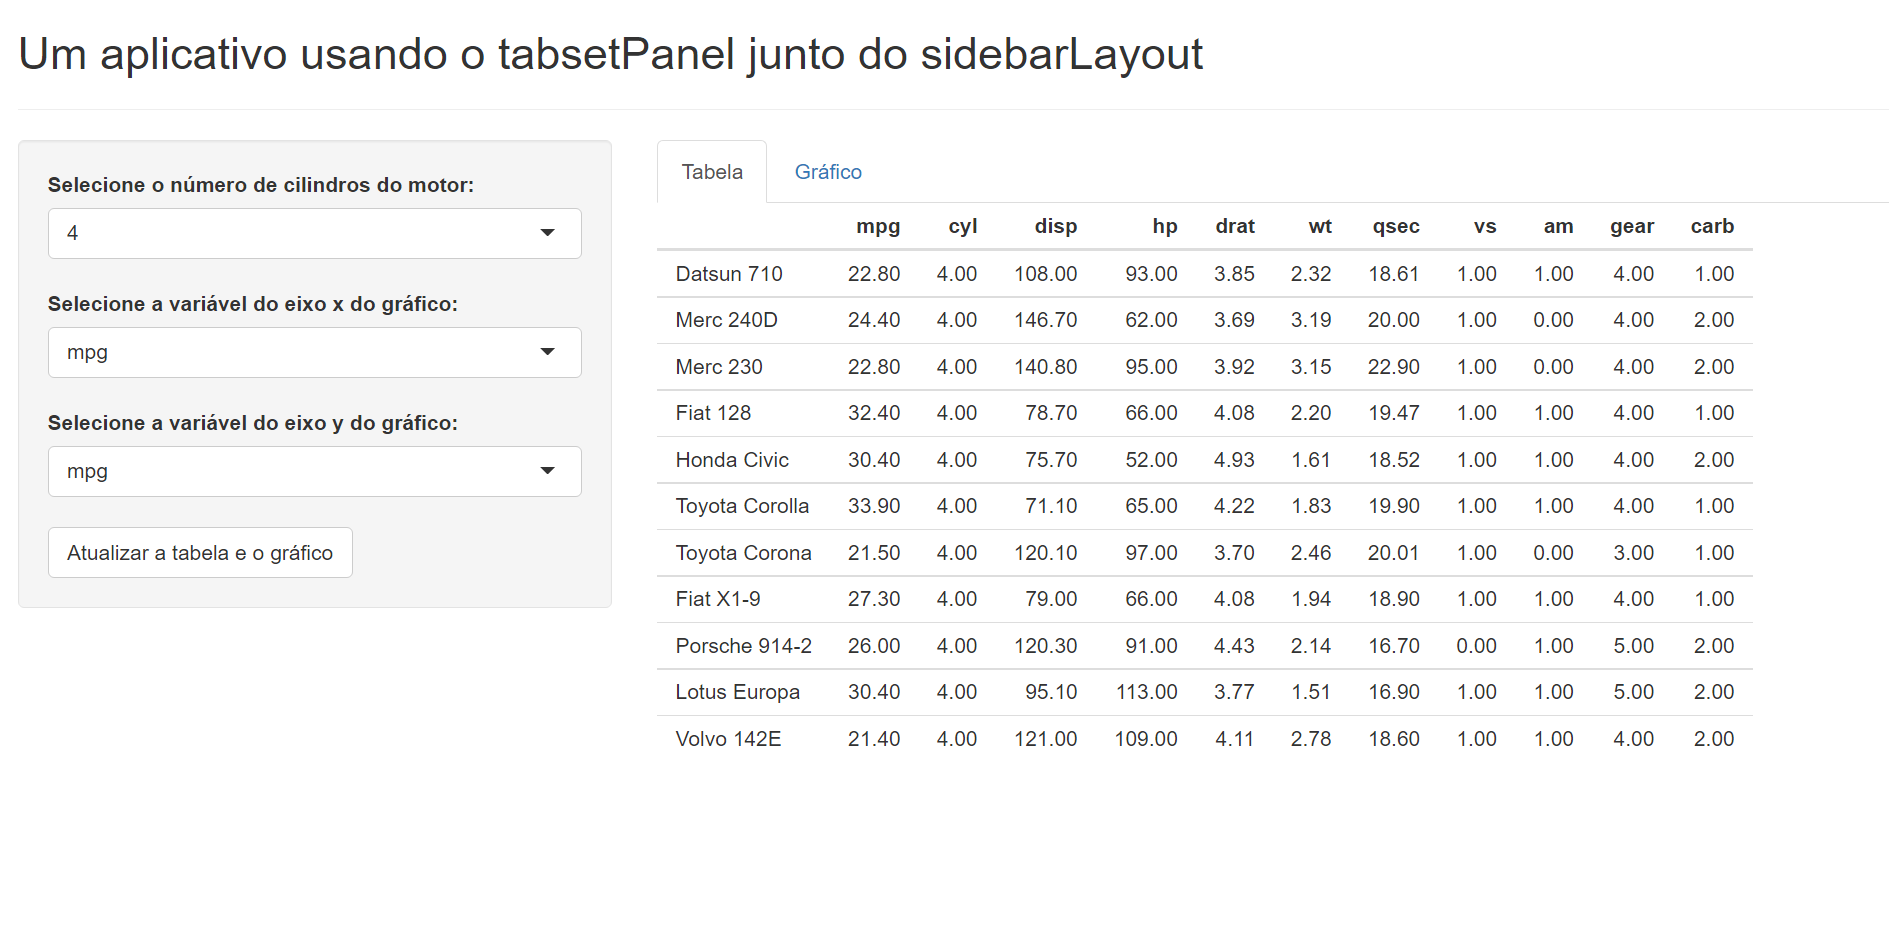 Um aplicativo usando o tabsetPanel junto do sidebarLayout
Selecione o número de cilindros do motor:
4
Selecione a variável do eixo x do gráfico:
mpg
Selecione a variável do eixo y do gráfico:
mpg
Atualizar a tabela e o gráfico
Tabela Gráfico
mpg cyl disp hp drat wt qsec vs am gear carb
Datsun 710 22.80 4.00 108.00 93.00 3.85 2.32 18.61 1.00 1.00 4.00 1.00
Merc 240D 24.40 4.00 146.70 62.00 3.69 3.19 20.00 1.00 0.00 4.00 2.00
Merc 230 22.80 4.00 140.80 95.00 3.92 3.15 22.90 1.00 0.00 4.00 2.00
Fiat 128 32.40 4.00 78.70 66.00 4.08 2.20 19.47 1.00 1.00 4.00 1.00
Honda Civic 30.40 4.00 75.70 52.00 4.93 1.61 18.52 1.00 1.00 4.00 2.00
Toyota Corolla 33.90 4.00 71.10 65.00 4.22 1.83 19.90 1.00 1.00 4.00 1.00
Toyota Corona 21.50 4.00 120.10 97.00 3.70 2.46 20.01 1.00 0.00 3.00 1.00
Fiat X1-9 27.30 4.00 79.00 66.00 4.08 1.94 18.90 1.00 1.00 4.00 1.00
Porsche 914-2 26.00 4.00 120.30 91.00 4.43 2.14 16.70 0.00 1.00 5.00 2.00
Lotus Europa 30.40 4.00 95.10 113.00 3.77 1.51 16.90 1.00 1.00 5.00 2.00
Volvo 142E 21.40 4.00 121.00 109.00 4.11 2.78 18.60 1.00 1.00 4.00 2.00